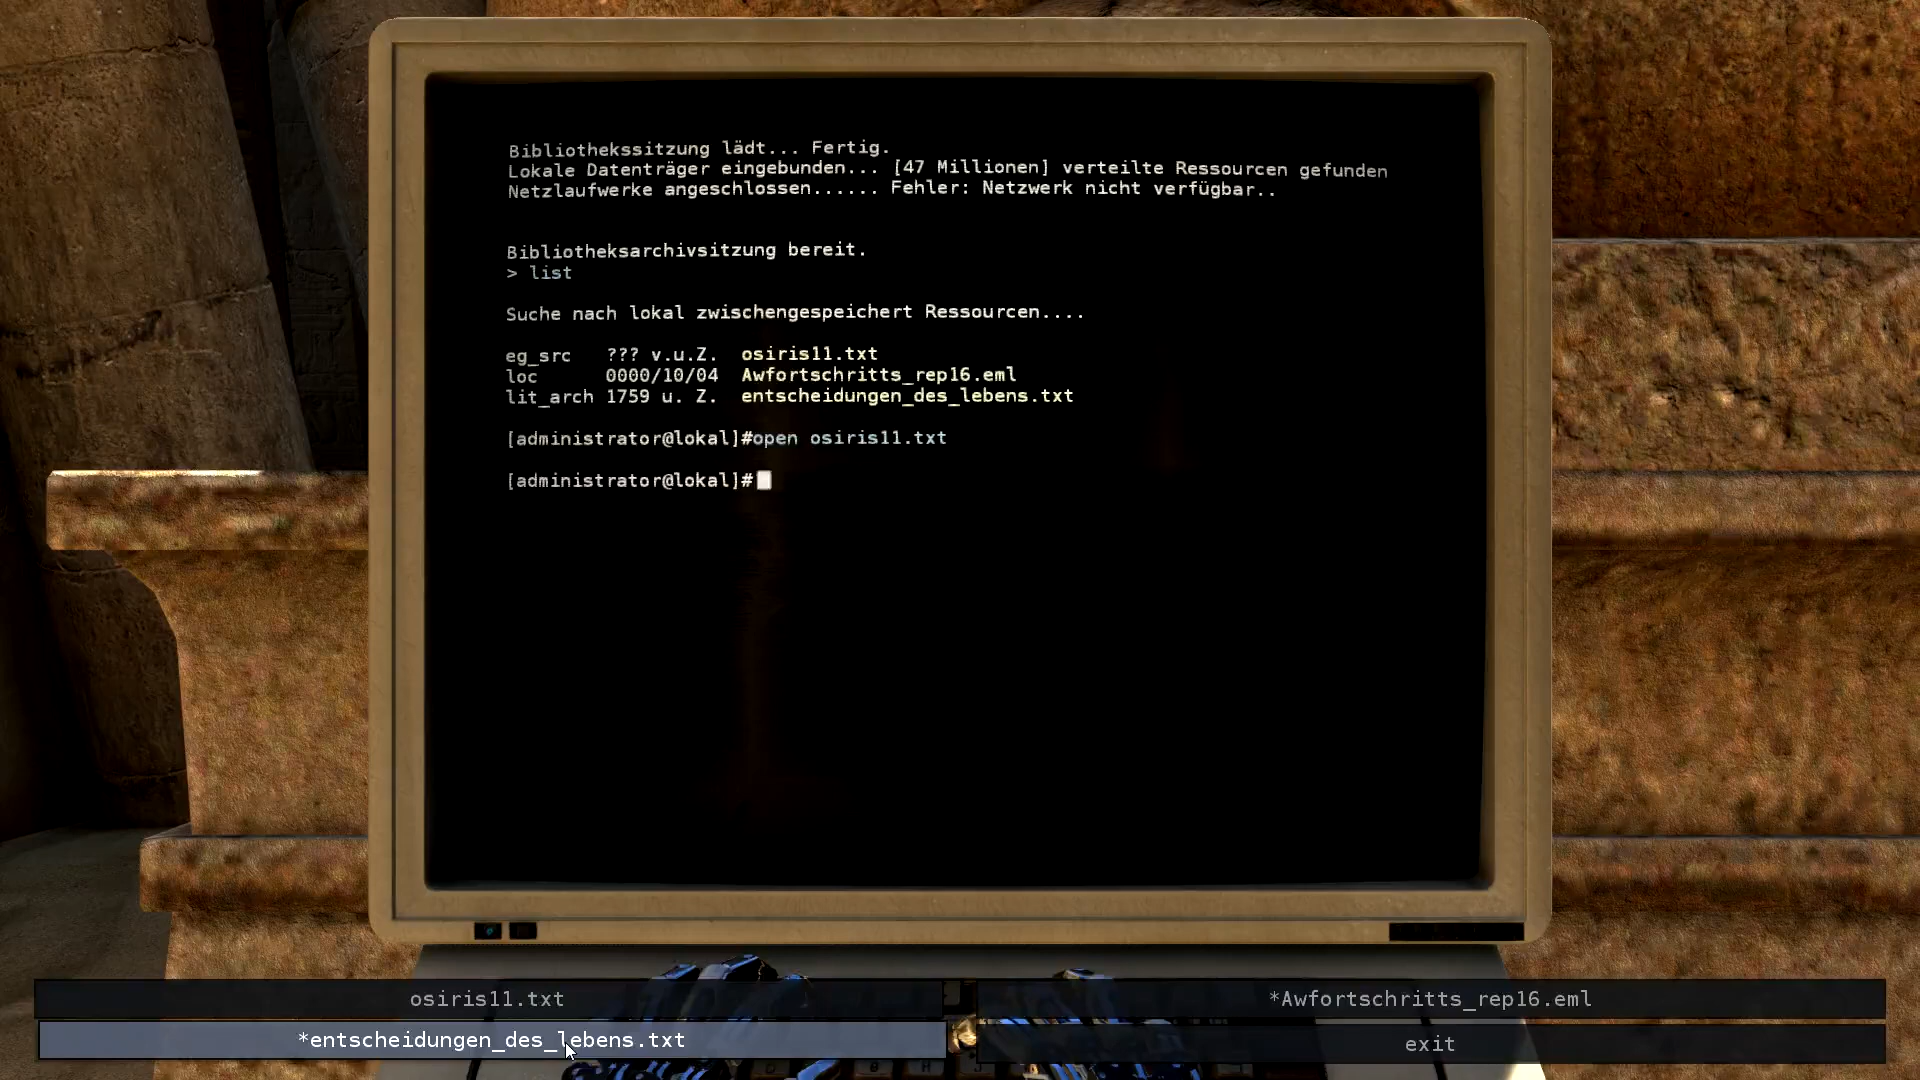 Bibliothekssitzung lädt... Fertig.
Lokale Datenträger eingebunden... [47 Millionen] verteilte Ressourcen gefunden
Netzlaufwerke angeschlossen...... Fehler: Netzwerk nicht verfügbar..
Bibliotheksarchivsitzung bereit.
> list
Suche nach lokal zwischengespeichert Ressourcen....
eg_src ??? v.u.Z. osiris11.txt
loc 0000/10/04 Awfortschritts_rep16.eml
lit_arch 1759 u. Z. entscheidungen_des_lebens.txt
[administrator@lokal]#open osiris11.txt
[administrator@lokal]#
osiris11.txt
*Awfortschritts_rep16.eml
*entscheidungen_des_lebens.txt
exit